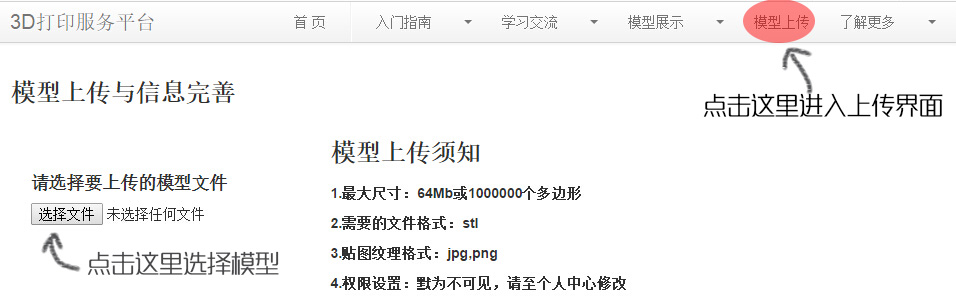 3D打印服务平台 首 页 入门指南 学习交流 模型展示 模型上传 了解更多
点击这里进入上传界面
模型上传与信息完善
模型上传须知
请选择要上传的模型文件
1.最大尺寸：64Mb或1000000个多边形
选择文件 未选择任何文件
2.需要的文件格式：stl
3.贴图纹理格式：jpg,png
点击这里选择模型
4.权限设置：默为不可见，请至个人中心修改